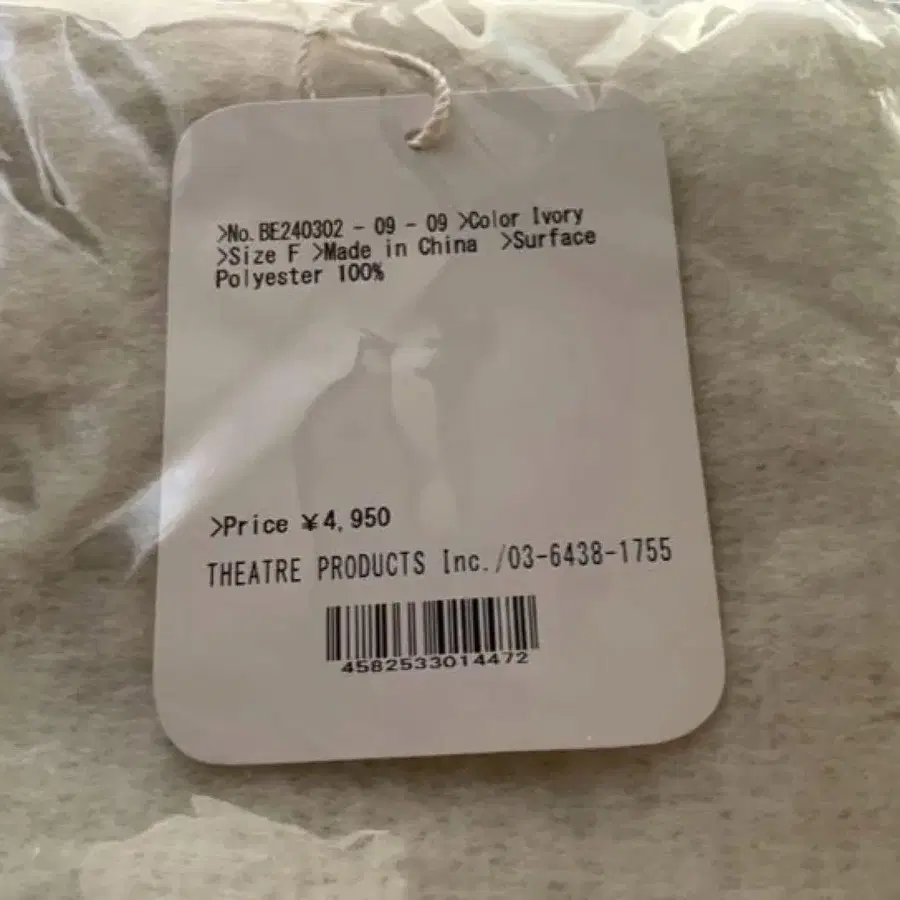 >No. BE240302 - 09 - 09 >Color Ivory
>Size F >Made in China >Surface
Polyester 100%
>Price ¥4,950
THEATRE PRODUCTS Inc./03-6438-1755
4582533014472